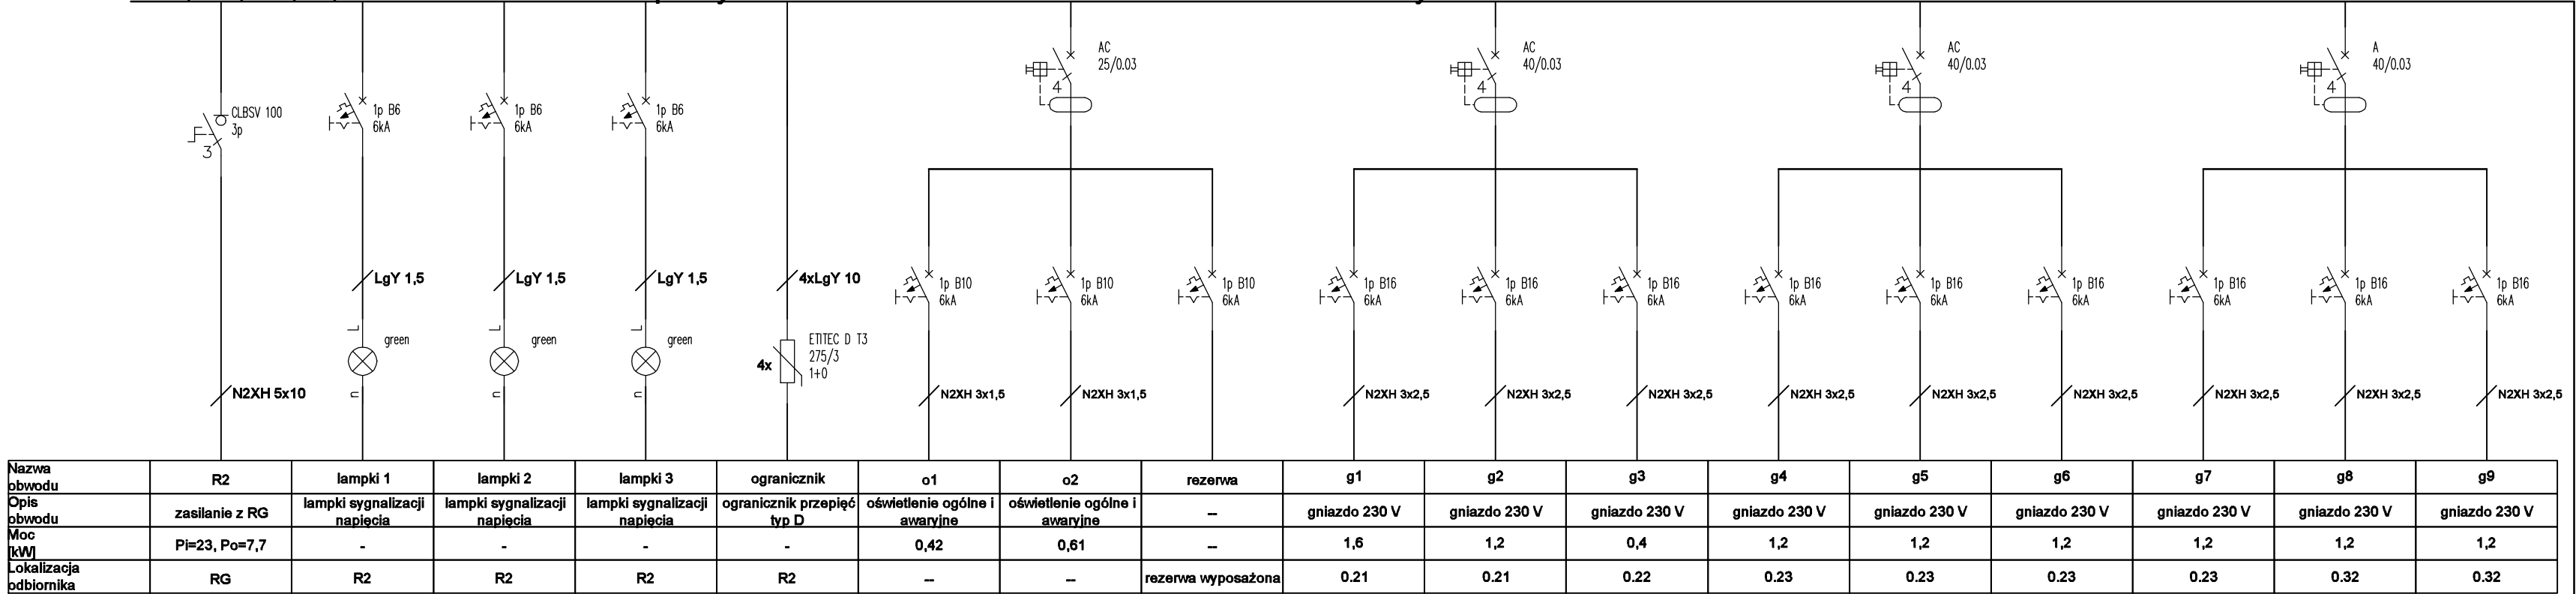 AC
25/0.03
4
AC
40/0.03
4
AC
40/0.03
4
A
40/0.03
4
CLBSV 100
3p
3
1p B6
6kA
1p B6
6kA
1p B6
6kA
LgY 1,5
LgY 1,5
LgY 1,5
4xLgY 10
1p B10
6kA
1p B10
6kA
1p B10
6kA
1p B16
6kA
1p B16
6kA
1p B16
6kA
1p B16
6kA
1p B16
6kA
1p B16
6kA
1p B16
6kA
1p B16
6kA
1p B16
6kA
L
green
n
L
green
n
L
green
n
4x
ETITEC D T3
275/3
1+0
N2XH 5x10
N2XH 3x1,5
N2XH 3x1,5
N2XH 3x2,5
N2XH 3x2,5
N2XH 3x2,5
N2XH 3x2,5
N2XH 3x2,5
N2XH 3x2,5
N2XH 3x2,5
N2XH 3x2,5
N2XH 3x2,5
Nazwa
obwodu
R2
lampki 1
lampki 2
lampki 3
ogranicznik
o1
o2
rezerwa
g1
g2
g3
g4
g5
g6
g7
g8
g9
Opis
obwodu
zasilanie z RG
lampki sygnalizacji
napięcia
lampki sygnalizacji
napięcia
lampki sygnalizacji
napięcia
ogranicznik przepięć
typ D
oświetlenie ogólne i
awaryjne
oświetlenie ogólne i
awaryjne
--
gniazdo 230 V
gniazdo 230 V
gniazdo 230 V
gniazdo 230 V
gniazdo 230 V
gniazdo 230 V
gniazdo 230 V
gniazdo 230 V
gniazdo 230 V
Moc
[kW]
Pi=23, Po=7,7
-
-
-
-
0,42
0,61
--
1,6
1,2
0,4
1,2
1,2
1,2
1,2
1,2
1,2
Lokalizacja
odbiornika
RG
R2
R2
R2
R2
--
--
rezerwa wyposażona
0.21
0.21
0.22
0.23
0.23
0.23
0.23
0.32
0.32